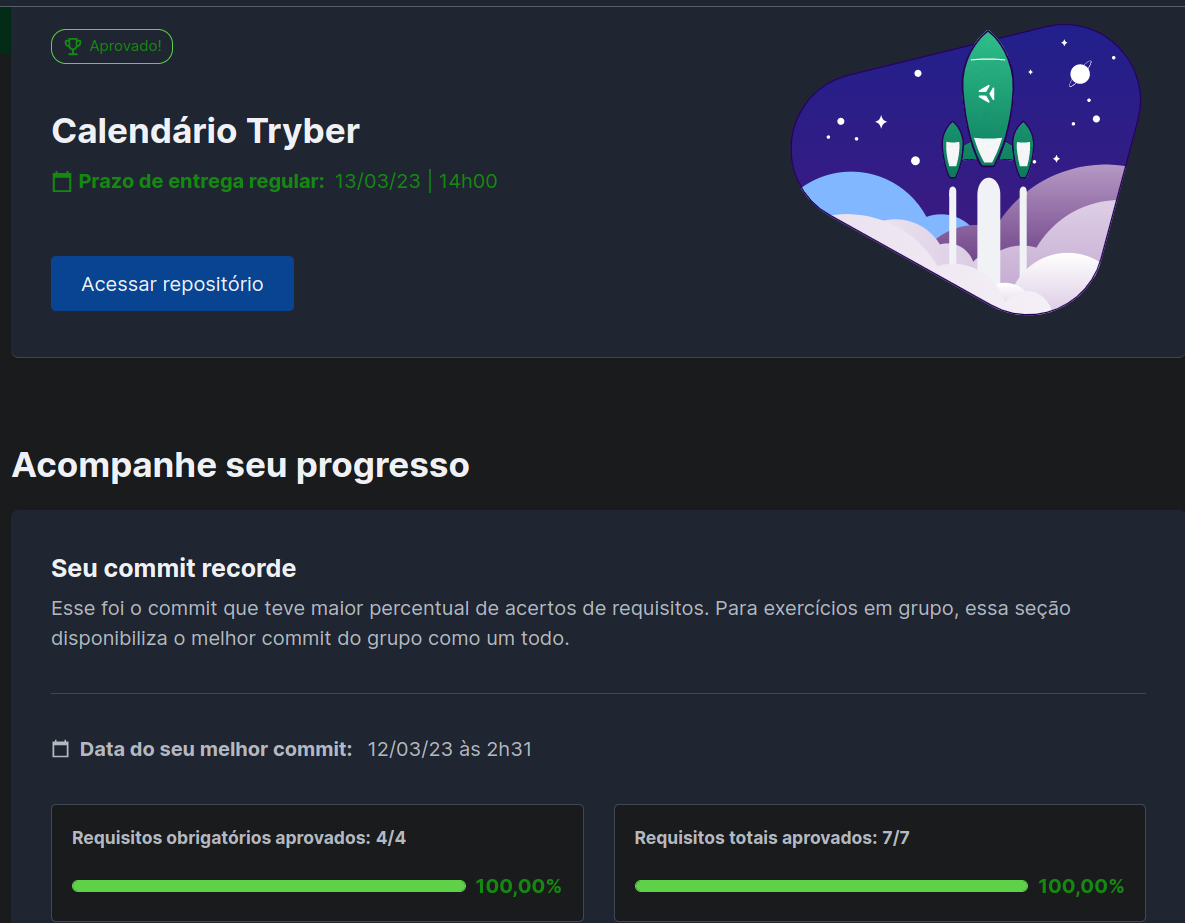 Aprovado!
Calendário Tryber
Prazo de entrega regular: 13/03/23 | 14h00
Acessar repositório
Acompanhe seu progresso
Seu commit recorde
Esse foi o commit que teve maior percentual de acertos de requisitos. Para exercícios em grupo, essa seção
disponibiliza o melhor commit do grupo como um todo.
Data do seu melhor commit: 12/03/23 às 2h31
Requisitos obrigatórios aprovados: 4/4
100,00%
Requisitos totais aprovados: 7/7
100,00%